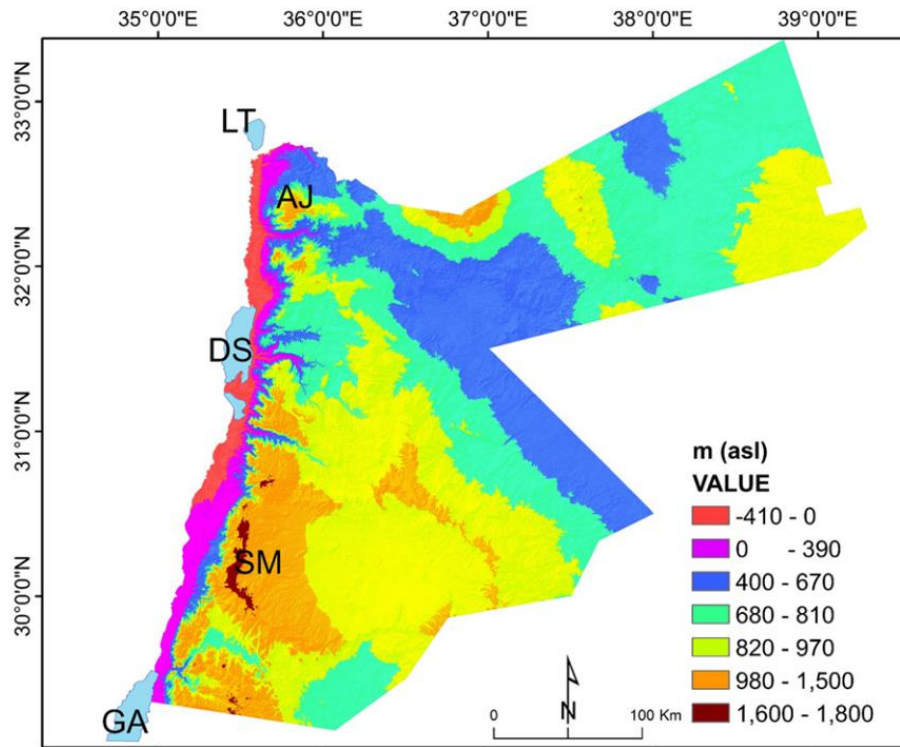 35°0'0"E 36°0'0"E 37°0'0"E 38°0'0"E 39°0'0"E
33°0'0"N
32°0'0"N
31°0'0"N
30°0'0"N
LT
AJ
DS
SM
GA
m (asl)
VALUE
-410 - 0
0 - 390
400 - 670
680 - 810
820 - 970
980 - 1,500
1,600 - 1,800
N
0 100 Km